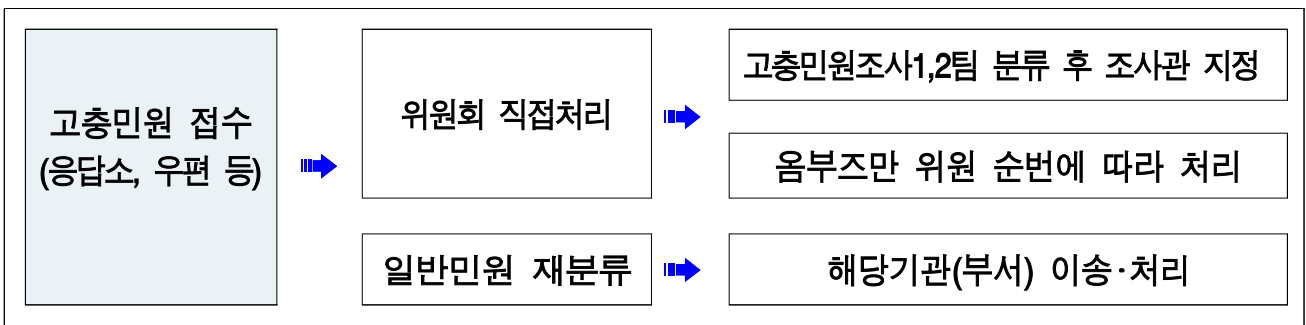 고충민원 접수
(응답소, 우편 등)
위원회 직접처리
고충민원조사1,2팀 분류 후 조사관 지정
옴부즈만 위원 순번에 따라 처리
일반민원 재분류
해당기관(부서) 이송·처리